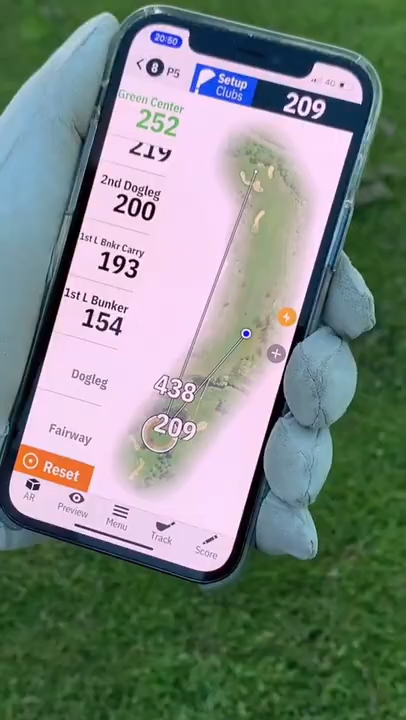 20:50
4G
8 P5
Setup
Clubs
209
Green Center
252
219
2nd Dogleg
200
1st L Bnkr Carry
193
1st L Bunker
154
Dogleg
Fairway
438
209
Reset
AR
Preview
Menu
Track
Score